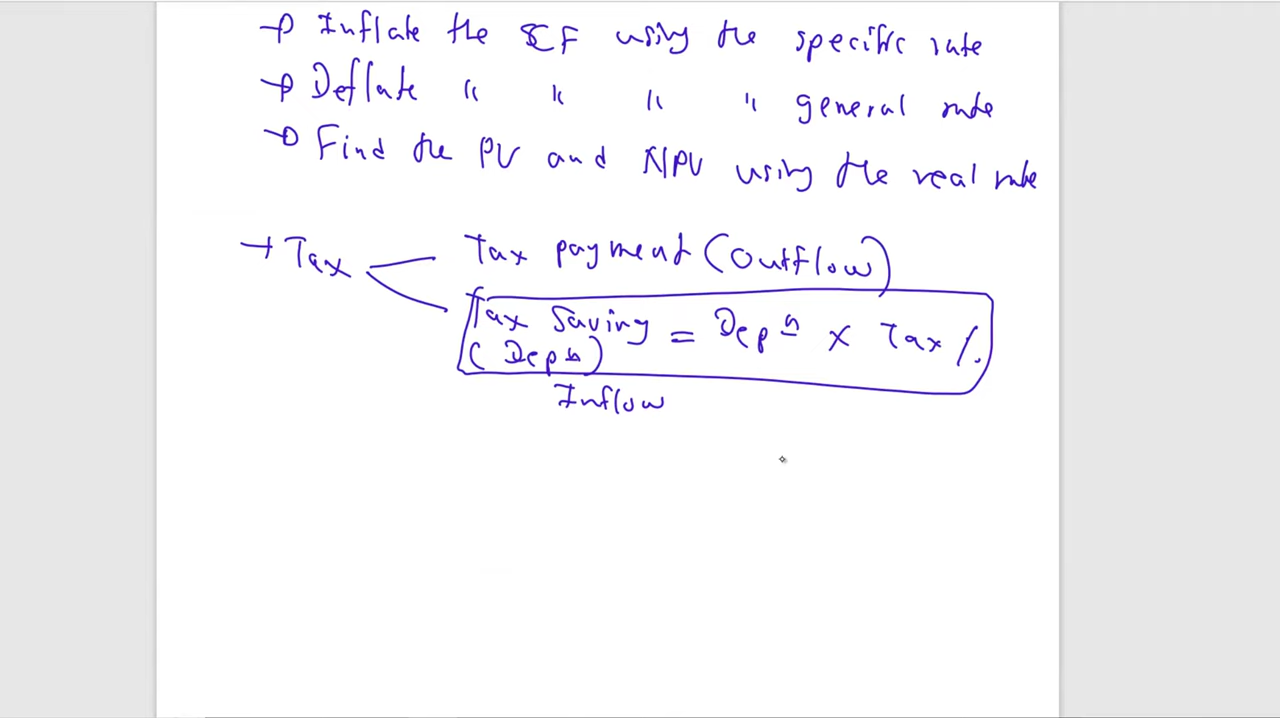 → Inflate the CF using the specific rate
→ Deflate " " " " general rate
→ Find the PV and NPV using the real rate
→ Tax
Tax payment (outflow)
Tax Saving = Depn x Tax %
(Depn)
Inflow